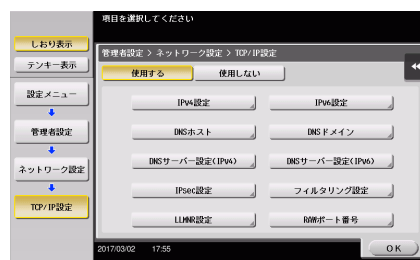 項目を選択してください
しおり表示
テンキー表示
設定メニュー
管理者設定
ネットワーク設定
TCP/IP設定
管理者設定 > ネットワーク設定 > TCP/IP設定
使用する
使用しない
IPv4設定
IPv6設定
DNSホスト
DNSドメイン
DNSサーバー設定(IPv4)
DNSサーバー設定(IPv6)
IPsec設定
フィルタリング設定
LLMNR設定
RAWポート番号
2017/03/02 17:55
OK